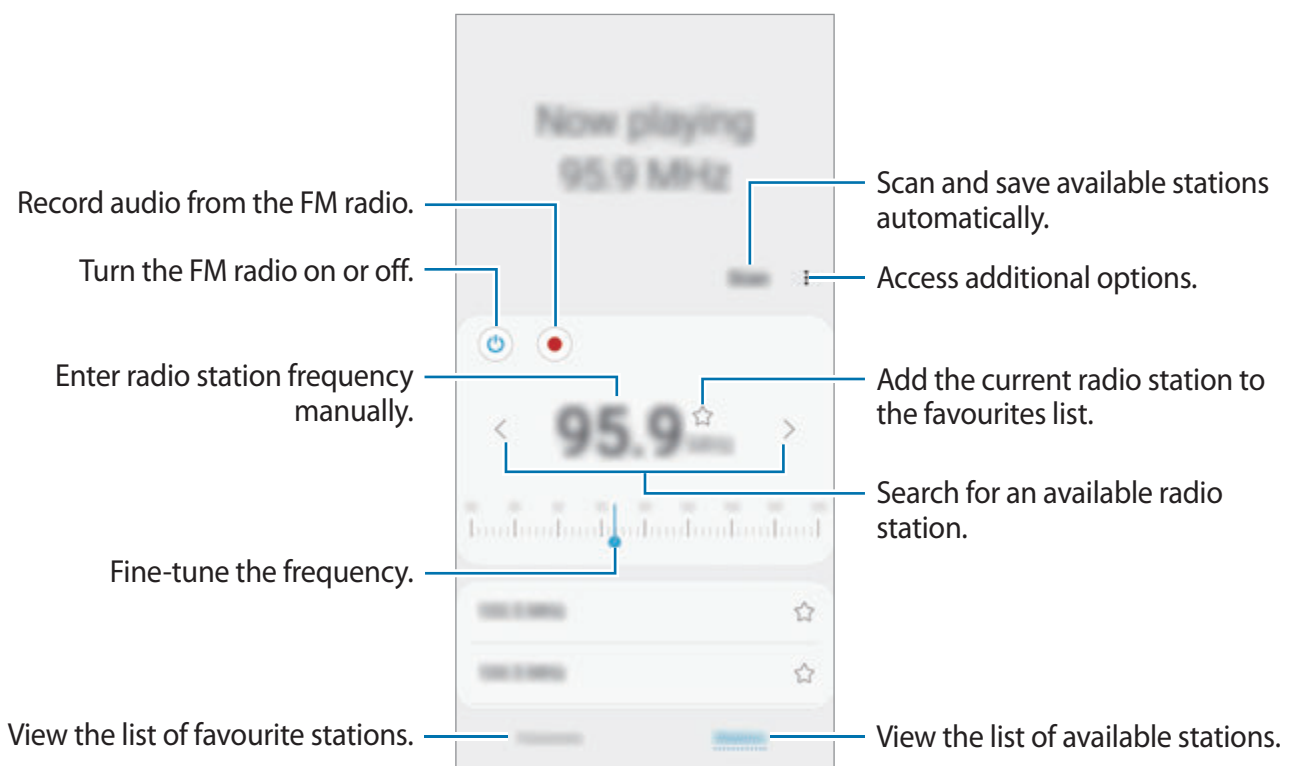 Now playing
95.9 MHz
Record audio from the FM radio.
Scan and save available stations
automatically.
Turn the FM radio on or off.
Scan
Access additional options.
Enter radio station frequency
manually.
95.9
MHz
Add the current radio station to
the favourites list.
Search for an available radio
station.
Fine-tune the frequency.
View the list of favourite stations.
View the list of available stations.